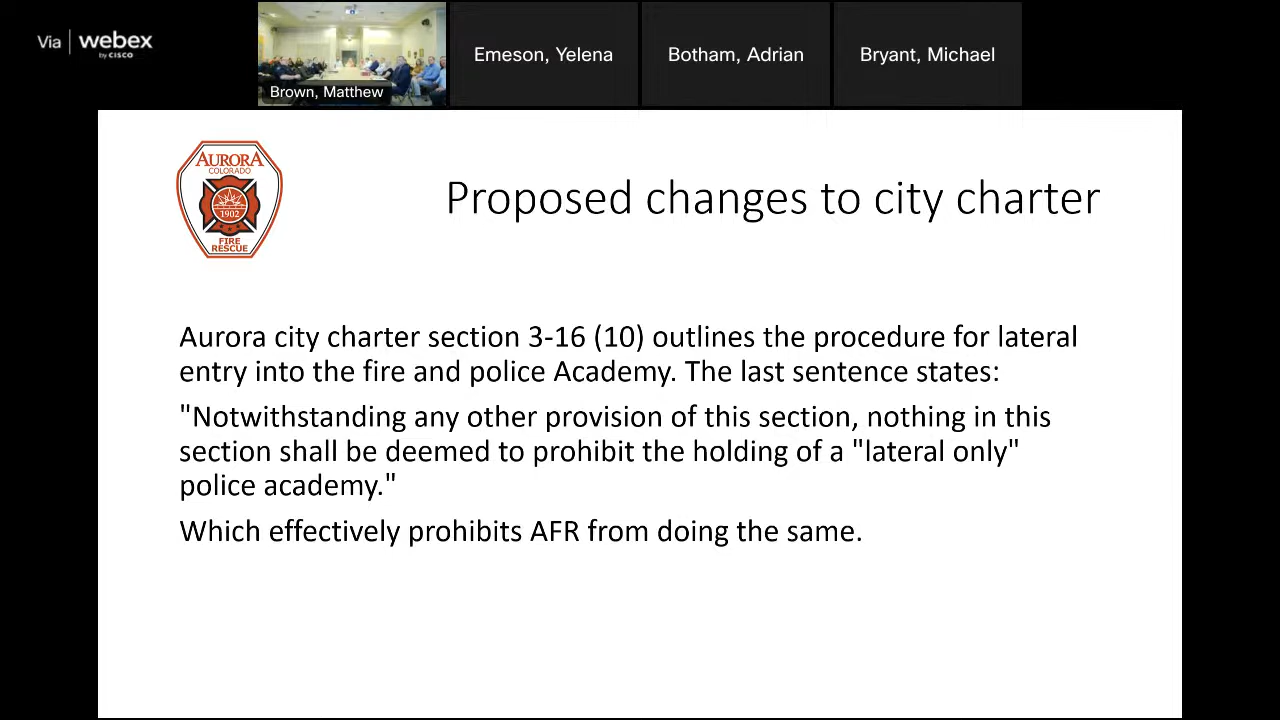 Via | webex
by CISCO
Brown, Matthew
Emeson, Yelena
Botham, Adrian
Bryant, Michael
AURORA
COLORADO
1902
FIRE
RESCUE
Proposed changes to city charter
Aurora city charter section 3-16 (10) outlines the procedure for lateral
entry into the fire and police Academy. The last sentence states:
"Notwithstanding any other provision of this section, nothing in this
section shall be deemed to prohibit the holding of a "lateral only"
police academy."
Which effectively prohibits AFR from doing the same.